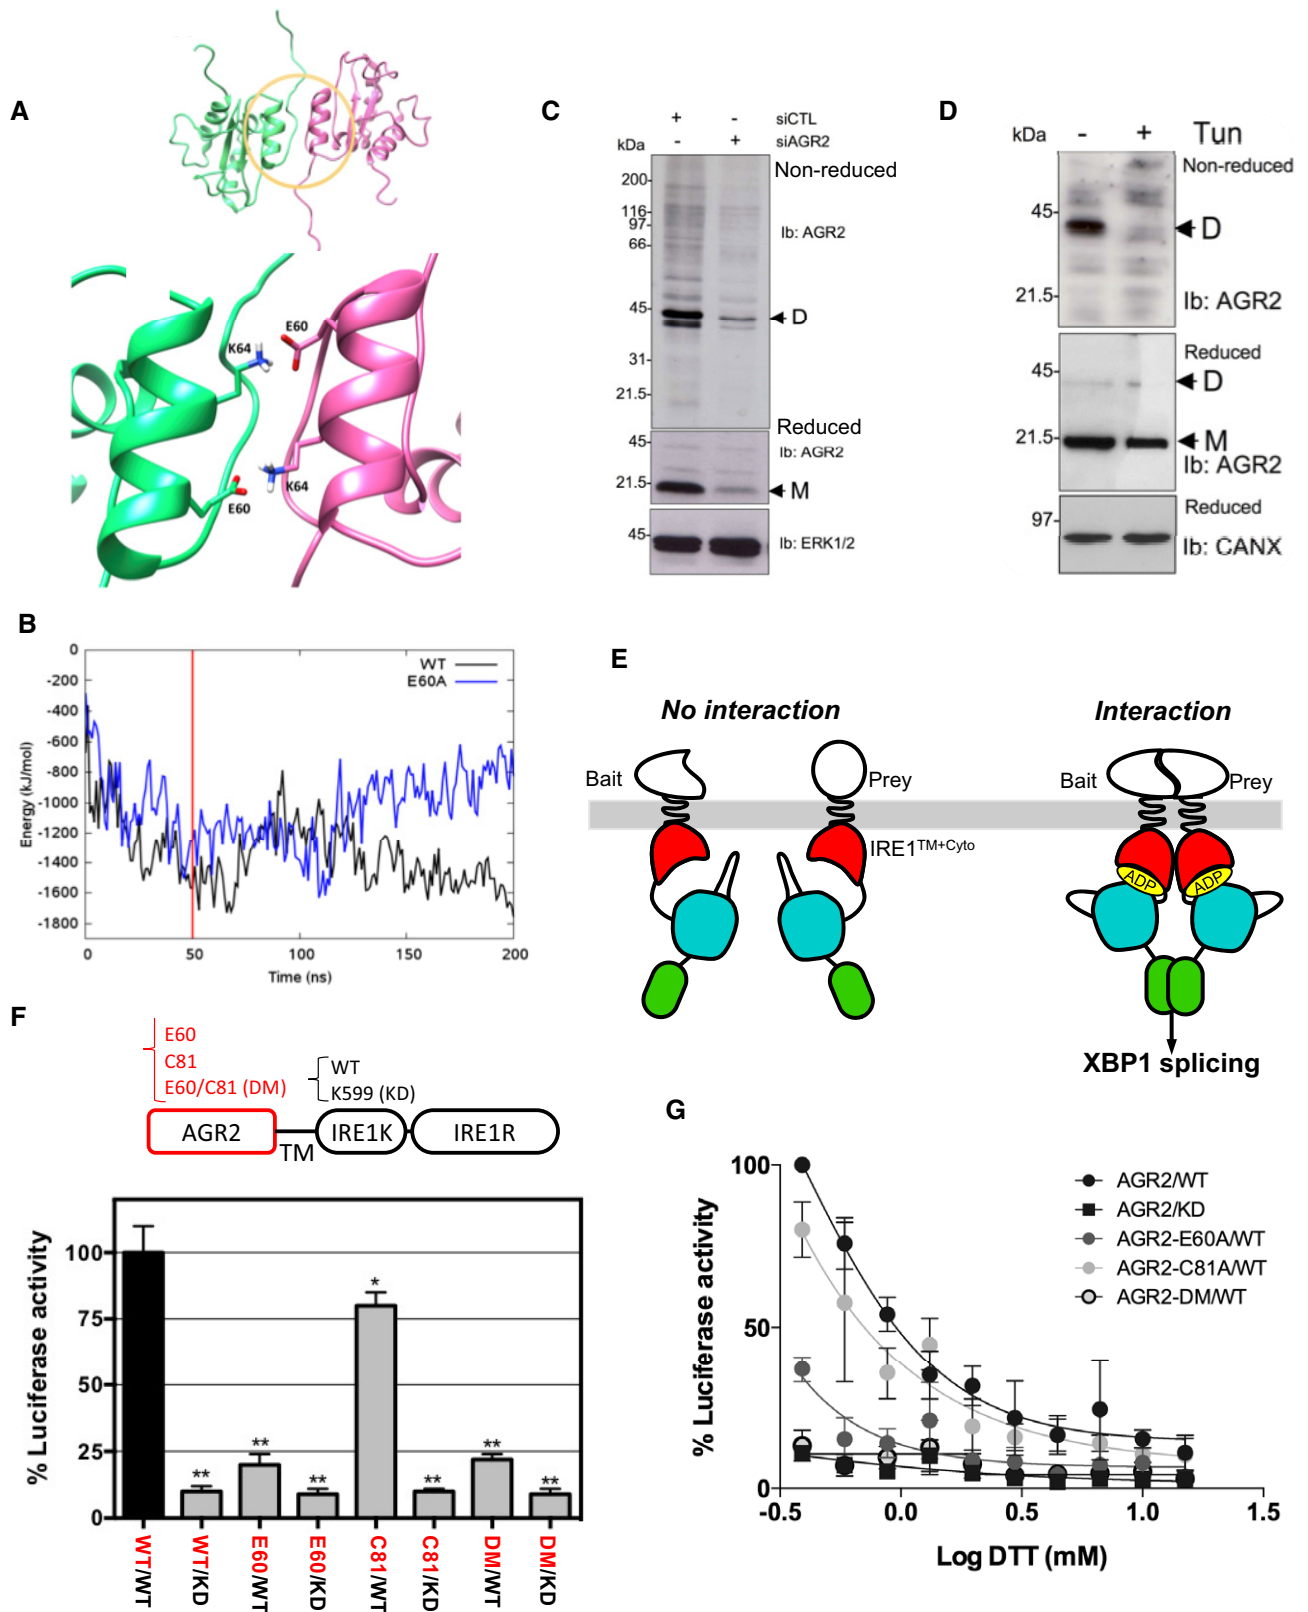 A
K64
E60
K64
E60
B
0
-200
-400
-600
-800
-1000
-1200
-1400
-1600
-1800
Energy (kJ/mol)
WT
E60A
0
50
100
150
200
Time (ns)
C
+ - siCTL
- + siAGR2
kDa
Non-reduced
200-
116-
97-
66-
45-
31-
21.5-
Ib: AGR2
D
Reduced
45-
21.5-
Ib: AGR2
M
45-
Ib: ERK1/2
D
kDa - + Tun
Non-reduced
45-
D
21.5-
Ib: AGR2
Reduced
45-
D
21.5-
M
Ib: AGR2
Reduced
97-
Ib: CANX
E
No interaction
Interaction
Bait
Prey
Bait
Prey
IRE1TM+Cyto
ADP
ADP
XBP1 splicing
F
E60
C81
E60/C81 (DM)
WT
K599 (KD)
AGR2
TM
IRE1K
IRE1R
% Luciferase activity
100
75
50
25
0
**
**
**
*
**
**
**
WT/WT
WT/KD
E60/WT
E60/KD
C81/WT
C81/KD
DM/WT
DM/KD
G
% Luciferase activity
100
50
0
-0.5
0.0
0.5
1.0
1.5
Log DTT (mM)
AGR2/WT
AGR2/KD
AGR2-E60A/WT
AGR2-C81A/WT
AGR2-DM/WT